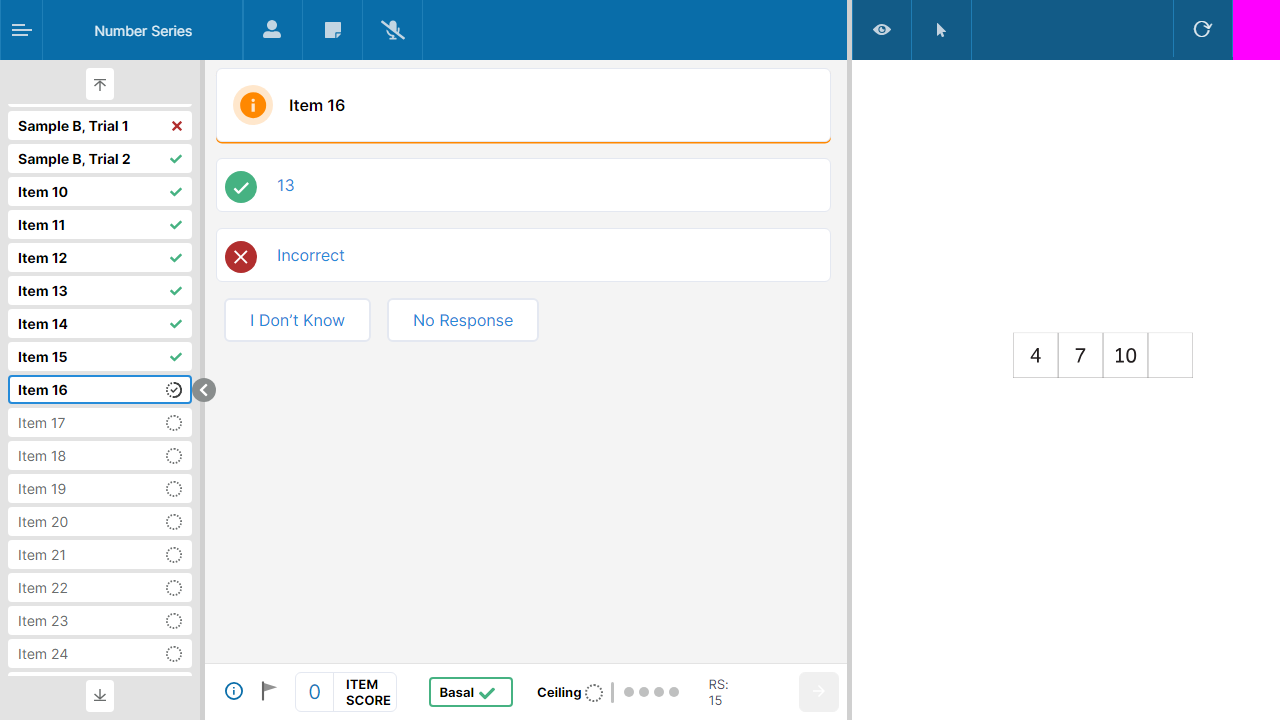 Number Series
Sample B, Trial 1
Sample B, Trial 2
Item 10
Item 11
Item 12
Item 13
Item 14
Item 15
Item 16
Item 17
Item 18
Item 19
Item 20
Item 21
Item 22
Item 23
Item 24
Item 16
13
Incorrect
I Don’t Know
No Response
0
ITEM
SCORE
Basal
Ceiling
RS:
15
4 7 10